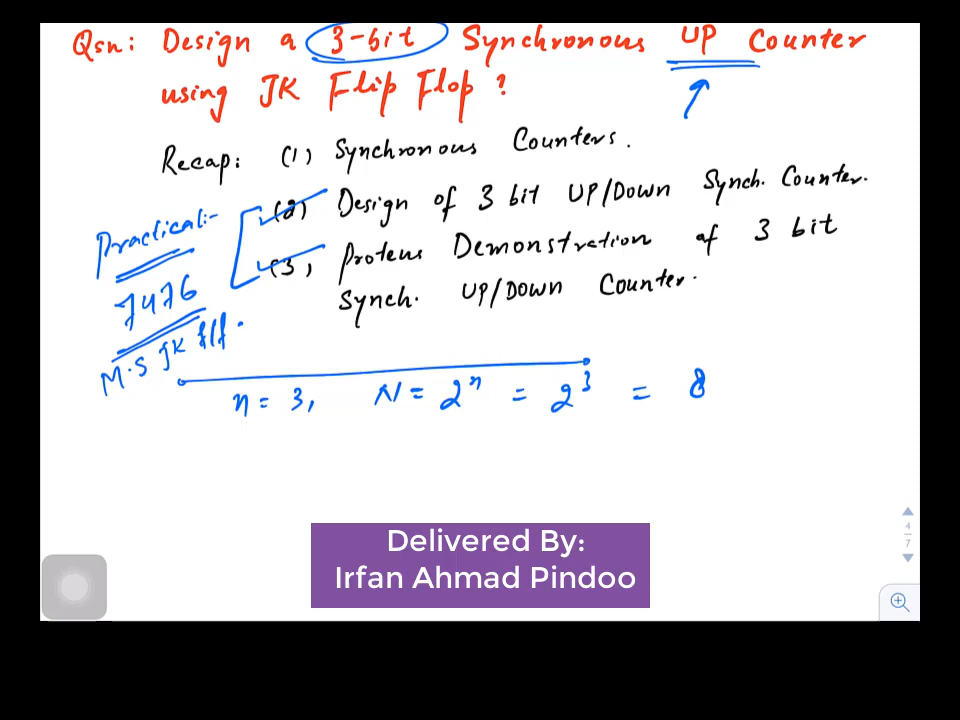 Qsn: Design a 3-bit Synchronous UP Counter
using JK Flip Flop ?
Recap: (1) Synchronous Counters.
(2) Design of 3 bit UP/DOWN Synch. Counter.
(3) Proteus Demonstration of 3 bit
Synch. UP/DOWN Counter.
Practical:-
7476
M.S JK f/f.
n = 3, N = 2^n = 2^3 = 8
4
7
Delivered By:
Irfan Ahmad Pindoo